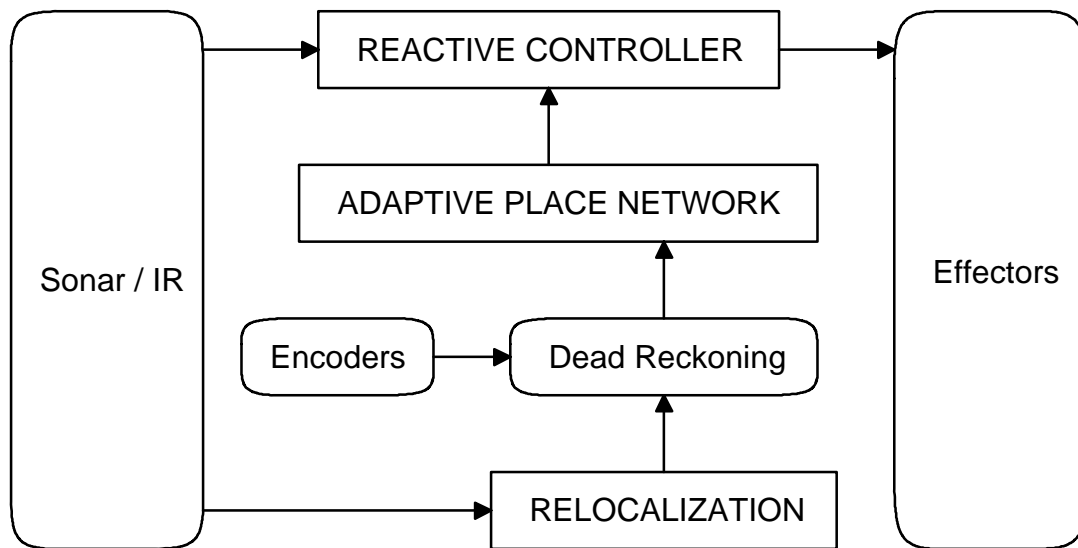 REACTIVE CONTROLLER
ADAPTIVE PLACE NETWORK
Sonar / IR
Effectors
Encoders
Dead Reckoning
RELOCALIZATION